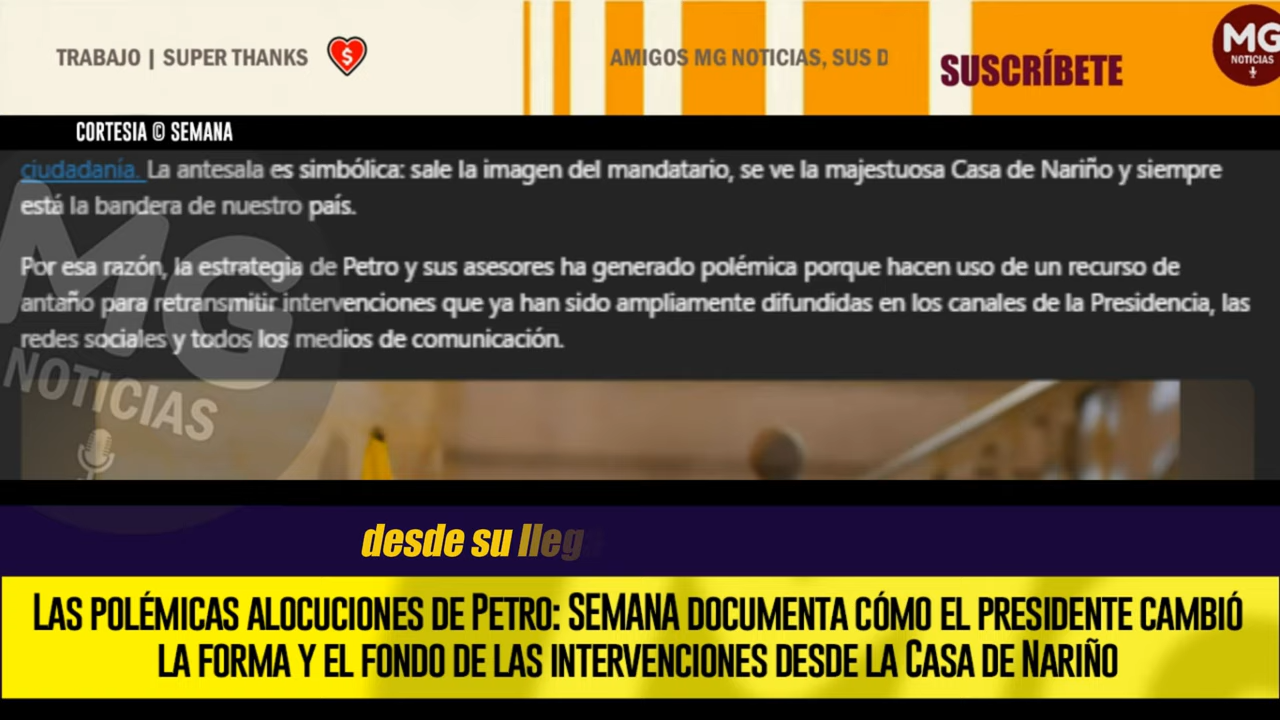 TRABAJO | SUPER THANKS
AMIGOS MG NOTICIAS, SUS D
SUSCRÍBETE
MG
NOTICIAS
CORTESIA © SEMANA
ciudadanía. La antesala es simbólica: sale la imagen del mandatario, se ve la majestuosa Casa de Nariño y siempre
está la bandera de nuestro país.
Por esa razón, la estrategia de Petro y sus asesores ha generado polémica porque hacen uso de un recurso de
antaño para retransmitir intervenciones que ya han sido ampliamente difundidas en los canales de la Presidencia, las
redes sociales y todos los medios de comunicación.
MG
NOTICIAS
desde su lleg
LAS POLÉMICAS ALOCUCIONES DE PETRO: SEMANA DOCUMENTA CÓMO EL PRESIDENTE CAMBIÓ
LA FORMA Y EL FONDO DE LAS INTERVENCIONES DESDE LA CASA DE NARIÑO